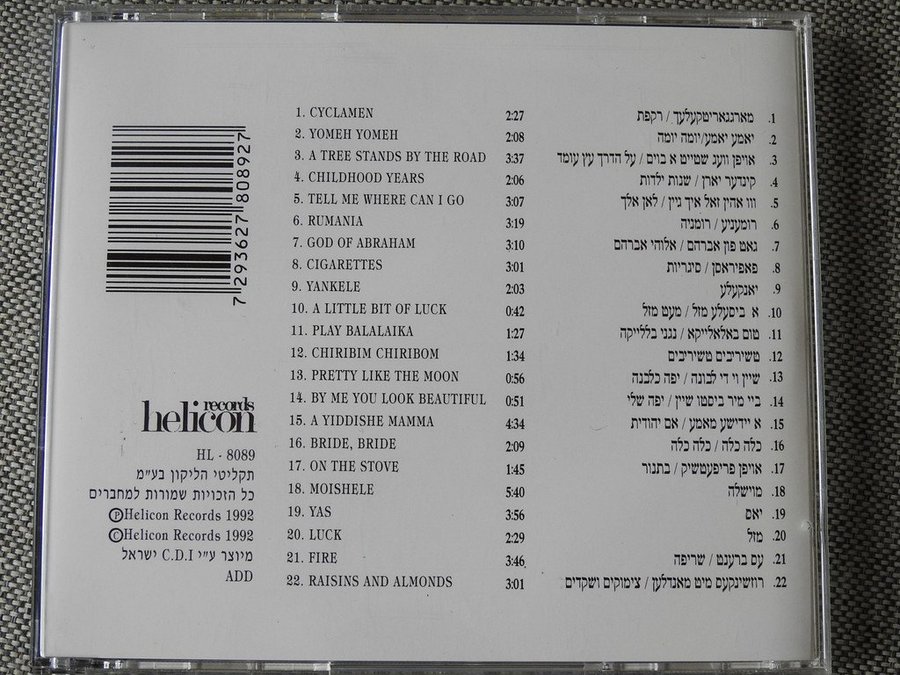 1. CYCLAMEN 2:27 1. מארגאריטקעלעך / רקפת
2. YOMEH YOMEH 2:08 2. יאמע יאמע/יומה יומה
3. A TREE STANDS BY THE ROAD 3:37 3. אויפן וועג שטייט א בוים / על הדרך עץ עומד
4. CHILDHOOD YEARS 2:06 4. קינדער יארן / שנות ילדות
5. TELL ME WHERE CAN I GO 3:07 5. ווו אהין זאל איך גיין / לאן אלך
6. RUMANIA 3:19 6. רומעניע / רומניה
7. GOD OF ABRAHAM 3:10 7. גאט פון אברהם / אלוהי אברהם
8. CIGARETTES 3:01 8. פאפיראסן / סיגריות
9. YANKELE 2:03 9. יאנקעלע
10. A LITTLE BIT OF LUCK 0:42 10. א ביסעלע מזל / מעט מזל
11. PLAY BALALAIKA 1:27 11. טום באלאלייקא / נגני בללייקה
12. CHIRIBIM CHIRIBOM 1:34 12. טשיריבים טשיריבים
13. PRETTY LIKE THE MOON 0:56 13. שיין ווי די לבונה / יפה כלבנה
14. BY ME YOU LOOK BEAUTIFUL 0:51 14. ביי מיר ביסטו שיין / יפה שלי
15. A YIDDISHE MAMMA 4:34 15. א יידישע מאמע / אם יהודית
16. BRIDE, BRIDE 2:09 16. כלה כלה / כלה כלה
17. ON THE STOVE 1:45 17. אויפן פריפעטשיק / בתנור
18. MOISHELE 5:40 18. מוישלה
19. YAS 3:56 19. יאס
20. LUCK 2:29 20. מזל
21. FIRE 3:46 21. עס ברענט / שריפה
22. RAISINS AND ALMONDS 3:01 22. רוזשינקעס מיט מאנדלען / צימוקים ושקדים
7 293627 808927
helicon records
HL - 8089
תקליטי הליקון בע"מ
כל הזכויות שמורות למחברים
Ⓟ Helicon Records 1992
© Helicon Records 1992
מיוצר ע"י C.D.I ישראל
ADD